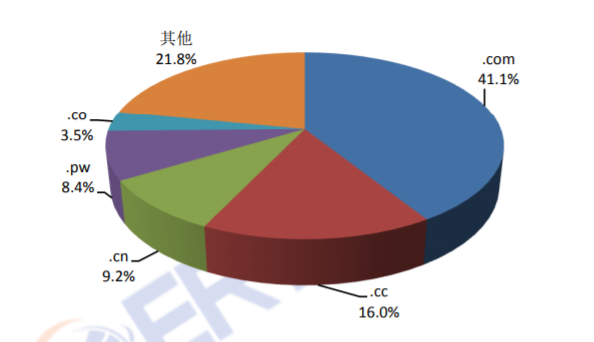 其他
21.8%
.com
41.1%
.co
3.5%
.pw
8.4%
.cn
9.2%
.cc
16.0%